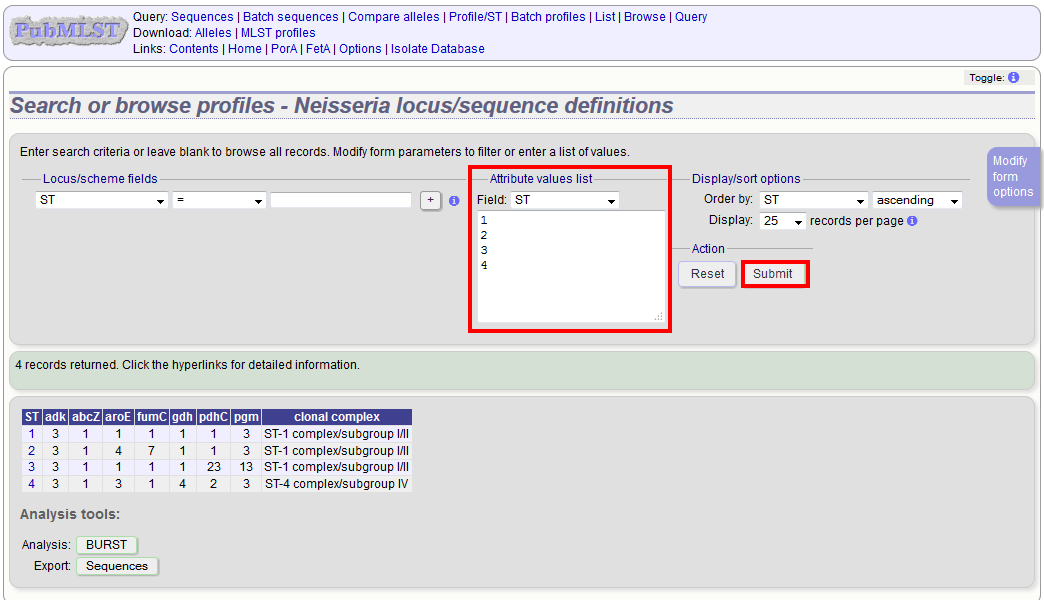 PubMLST
Query: Sequences | Batch sequences | Compare alleles | Profile/ST | Batch profiles | List | Browse | Query
Download: Alleles | MLST profiles
Links: Contents | Home | PorA | FetA | Options | Isolate Database
Toggle: i
Search or browse profiles - Neisseria locus/sequence definitions
Enter search criteria or leave blank to browse all records. Modify form parameters to filter or enter a list of values.
Modify
form
options
Locus/scheme fields
ST = + i
Attribute values list
Field: ST
1
2
3
4
Display/sort options
Order by: ST ascending
Display: 25 records per page i
Action
Reset Submit
4 records returned. Click the hyperlinks for detailed information.
ST adk abcZ aroE fumC gdh pdhC pgm clonal complex
1 3 1 1 1 1 1 3 ST-1 complex/subgroup I/II
2 3 1 4 7 1 1 3 ST-1 complex/subgroup I/II
3 3 1 1 1 1 23 13 ST-1 complex/subgroup I/II
4 3 1 3 1 4 2 3 ST-4 complex/subgroup IV
Analysis tools:
Analysis: BURST
Export: Sequences